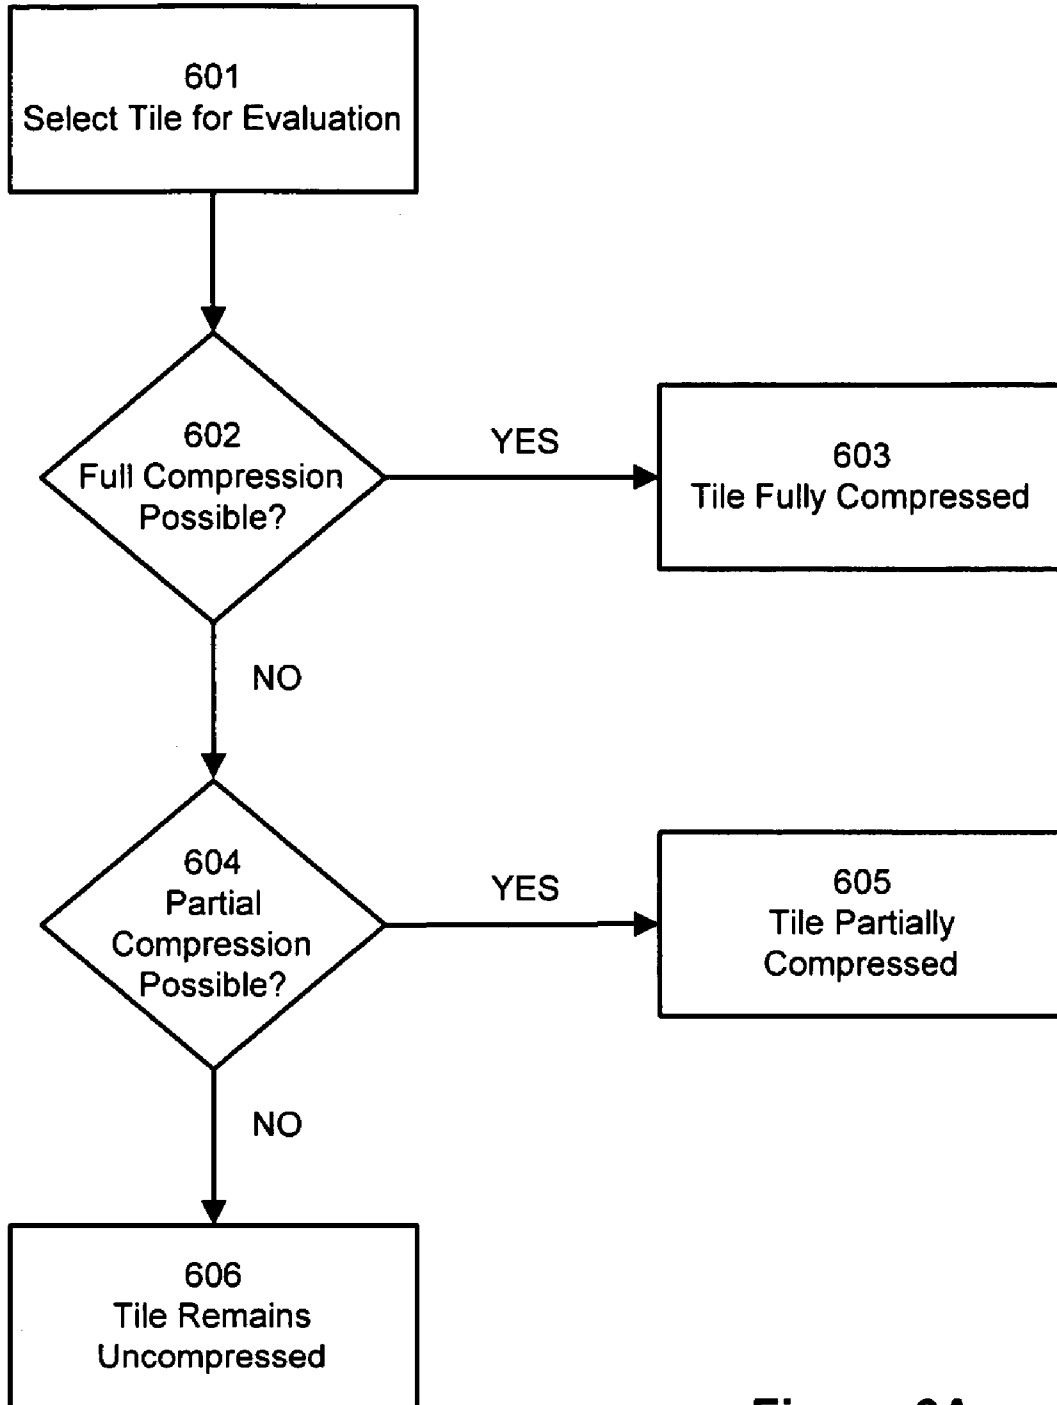 601
Select Tile for Evaluation
602
Full Compression
Possible?
YES
603
Tile Fully Compressed
NO
604
Partial
Compression
Possible?
YES
605
Tile Partially
Compressed
NO
606
Tile Remains
Uncompressed